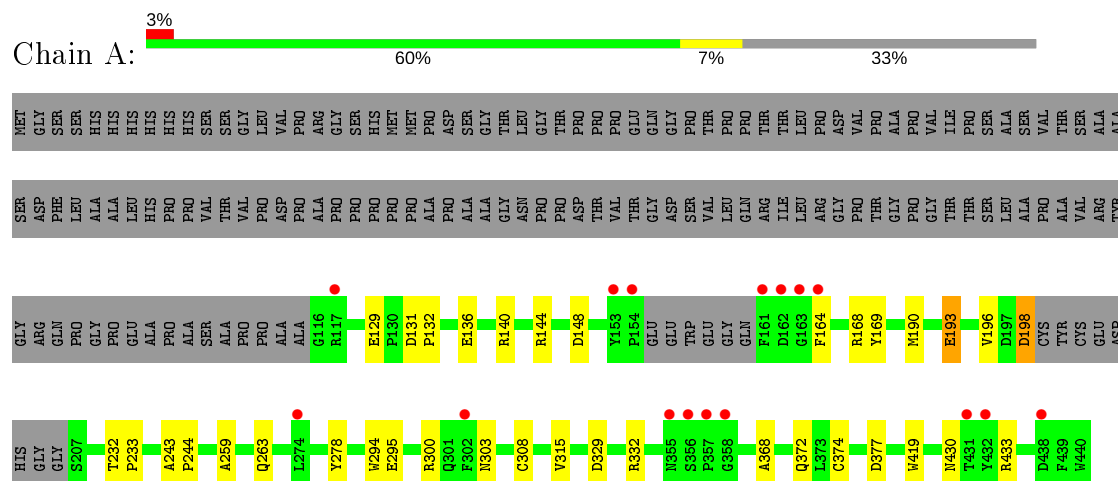 3%
Chain A:
60% 7% 33%
MET GLY SER SER HIS HIS HIS HIS HIS HIS SER SER GLY LEU VAL PRO ARG GLY SER HIS MET MET PRO ASP SER GLY THR LEU GLY THR PRO PRO PRO GLU GLN GLY PRO THR PRO PRO THR THR LEU PRO ASP VAL PRO ALA PRO VAL ILE PRO SER ALA SER VAL THR SER ALA ALA
SER ASP PHE LEU ALA ALA LEU HIS PRO PRO VAL THR VAL PRO ASP PRO ALA PRO PRO PRO PRO ALA PRO ALA ALA GLY ASN PRO PRO ASP THR VAL THR GLY ASP SER VAL LEU GLN ARG ILE LEU ARG GLY PRO THR GLY PRO GLY THR THR SER LEU ALA PRO ALA VAL ARG TYR
GLY ARG GLN PRO GLY PRO GLU ALA PRO ALA SER ALA PRO PRO ALA ALA G116 R117 E129 P130 D131 P132 E136 R140 R144 D148 Y153 P154 GLU GLU TRP GLU GLY GLN F161 D162 G163 F164 R168 Y169 M190 E193 V196 D197 D198 CYS TYR CYS GLU ASP
HIS GLY GLY S207 T232 P233 A243 P244 A259 Q263 L274 Y278 W294 E295 R300 Q301 F302 N303 C308 V315 D329 R332 N355 S356 P357 G358 A368 Q372 L373 C374 D377 W419 N430 T431 Y432 R433 D438 F439 W440